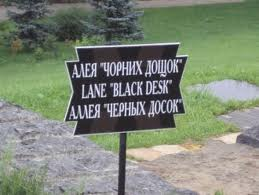 АЛЕЯ "ЧОРНИХ ДОЩОК"
LANE "BLACK DESK"
АЛЛЕЯ "ЧЕРНЫХ ДОСОК"